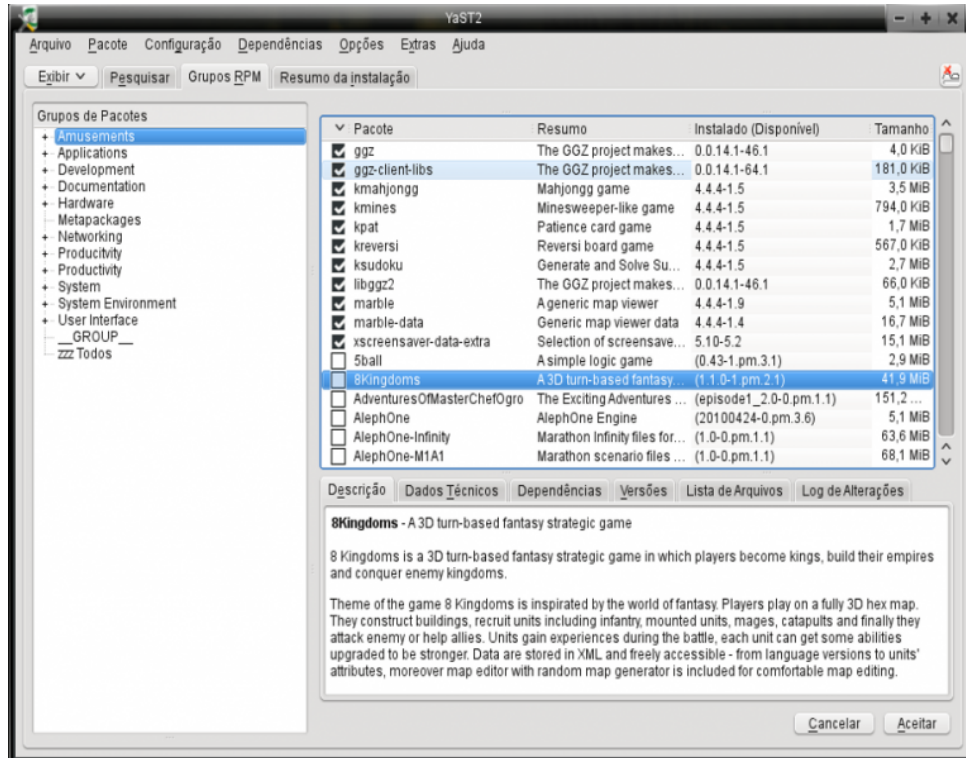 YaST2
Arquivo Pacote Configuração Dependências Opções Extras Ajuda
Exibir Pesquisar Grupos RPM Resumo da instalação
Grupos de Pacotes
Amusements
Applications
Development
Documentation
Hardware
Metapackages
Networking
Producitvity
Productivity
System
System Environment
User Interface
__GROUP__
zzz Todos
Pacote Resumo Instalado (Disponível) Tamanho
ggz The GGZ project makes... 0.0.14.1-46.1 4,0 KiB
ggz-client-libs The GGZ project makes... 0.0.14.1-64.1 181,0 KiB
kmahjongg Mahjongg game 4.4.4-1.5 3,5 MiB
kmines Minesweeper-like game 4.4.4-1.5 794,0 KiB
kpat Patience card game 4.4.4-1.5 1,7 MiB
kreversi Reversi board game 4.4.4-1.5 567,0 KiB
ksudoku Generate and Solve Su... 4.4.4-1.5 2,7 MiB
libggz2 The GGZ project makes... 0.0.14.1-46.1 66,0 KiB
marble A generic map viewer 4.4.4-1.9 5,1 MiB
marble-data Generic map viewer data 4.4.4-1.4 16,7 MiB
xscreensaver-data-extra Selection of screensave... 5.10-5.2 15,1 MiB
5ball A simple logic game (0.43-1.pm.3.1) 2,9 MiB
8Kingdoms A 3D turn-based fantasy... (1.1.0-1.pm.2.1) 41,9 MiB
AdventuresOfMasterChefOgro The Exciting Adventures ... (episode1_2.0-0.pm.1.1) 151,2 ...
AlephOne AlephOne Engine (20100424-0.pm.3.6) 5,1 MiB
AlephOne-Infinity Marathon Infinity files for... (1.0-0.pm.1.1) 63,6 MiB
AlephOne-M1A1 Marathon scenario files ... (1.0-0.pm.1.1) 68,1 MiB
Descrição Dados Técnicos Dependências Versões Lista de Arquivos Log de Alterações
8Kingdoms - A 3D turn-based fantasy strategic game
8 Kingdoms is a 3D turn-based fantasy strategic game in which players become kings, build their empires
and conquer enemy kingdoms.
Theme of the game 8 Kingdoms is inspirated by the world of fantasy. Players play on a fully 3D hex map.
They construct buildings, recruit units including infantry, mounted units, mages, catapults and finally they
attack enemy or help allies. Units gain experiences during the battle, each unit can get some abilities
upgraded to be stronger. Data are stored in XML and freely accessible - from language versions to units'
attributes, moreover map editor with random map generator is included for comfortable map editing.
Cancelar Aceitar